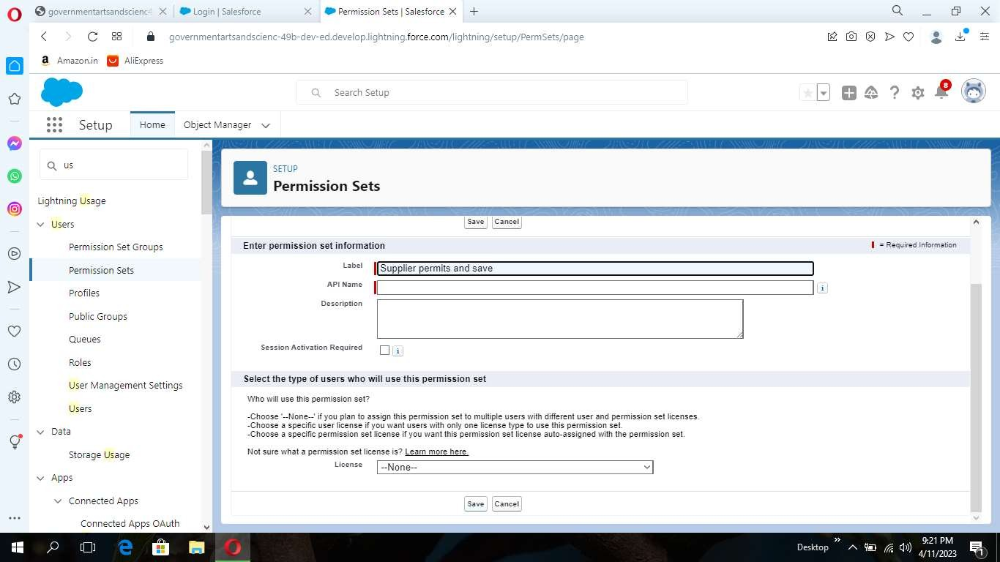 governmentartsandscienc4
Login | Salesforce
Permission Sets | Salesforce
governmentartsandscienc-49b-dev-ed.develop.lightning.force.com/lightning/setup/PermSets/page
a Amazon.in
AliExpress
Search Setup
8
Setup
Home
Object Manager
us
Lightning Usage
Users
Permission Set Groups
Permission Sets
Profiles
Public Groups
Queues
Roles
User Management Settings
Users
Data
Storage Usage
Apps
Connected Apps
Connected Apps OAuth
SETUP
Permission Sets
Save Cancel
Enter permission set information
= Required Information
Label Supplier permits and save
API Name
i
Description
Session Activation Required
i
Select the type of users who will use this permission set
Who will use this permission set?
-Choose '--None--' if you plan to assign this permission set to multiple users with different user and permission set licenses.
-Choose a specific user license if you want users with only one license type to use this permission set.
-Choose a specific permission set license if you want this permission set license auto-assigned with the permission set.
Not sure what a permission set license is? Learn more here.
License --None--
Save Cancel
Desktop
9:21 PM
4/11/2023
1